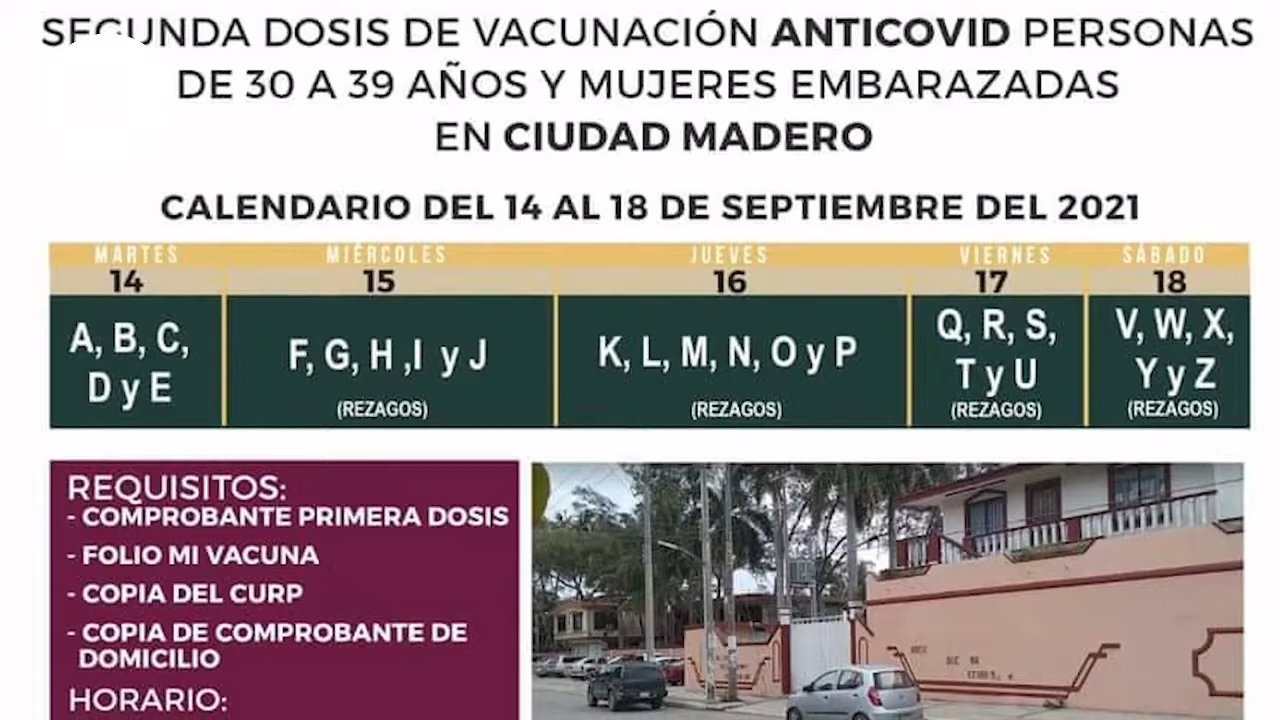 SEGUNDA DOSIS DE VACUNACIÓN ANTICOVID PERSONAS
DE 30 A 39 AÑOS Y MUJERES EMBARAZADAS
EN CIUDAD MADERO
CALENDARIO DEL 14 AL 18 DE SEPTIEMBRE DEL 2021
MARTES MIÉRCOLES JUEVES VIERNES SÁBADO
14 15 16 17 18
A, B, C,
D y E
F, G, H ,I y J
(REZAGOS)
K, L, M, N, O y P
(REZAGOS)
Q, R, S,
T y U
(REZAGOS)
V, W, X,
Y y Z
(REZAGOS)
REQUISITOS:
- COMPROBANTE PRIMERA DOSIS
- FOLIO MI VACUNA
- COPIA DEL CURP
- COPIA DE COMPROBANTE DE
DOMICILIO
HORARIO: